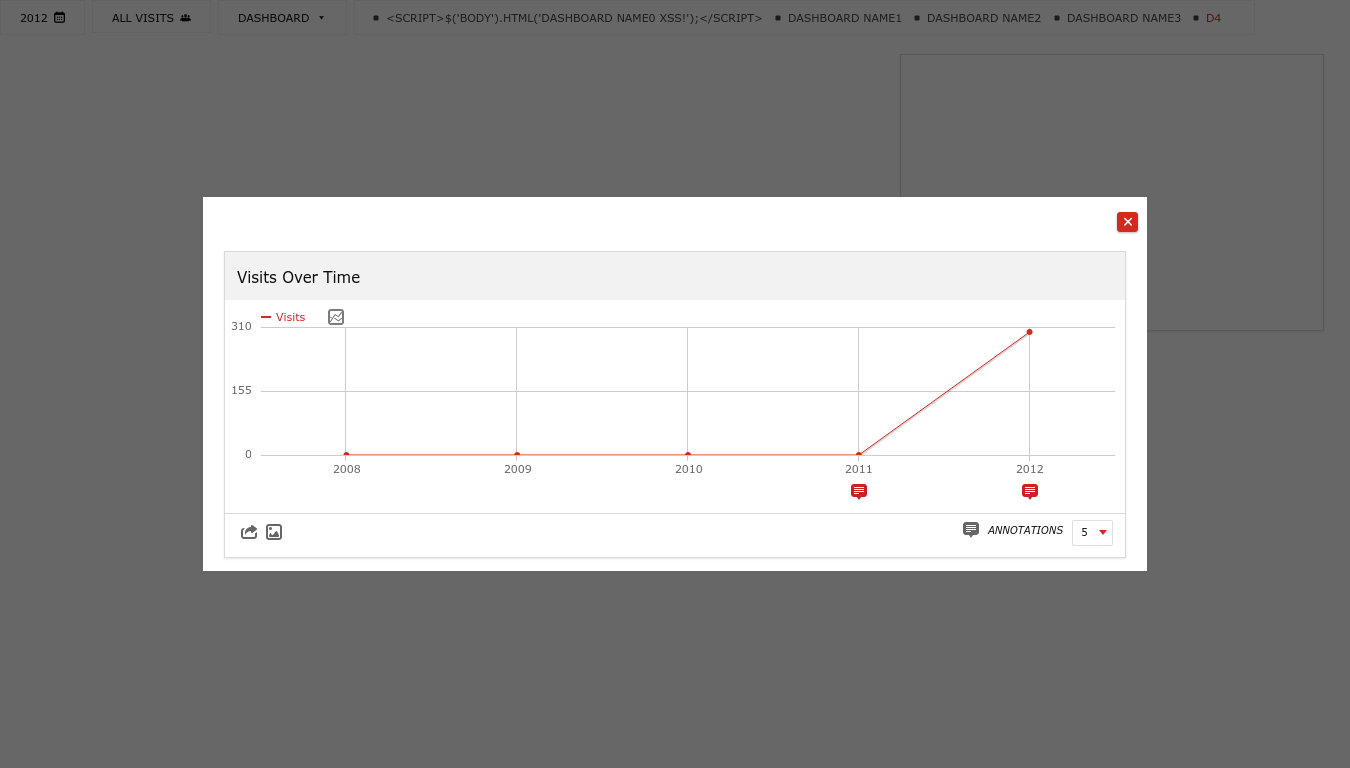 2012
ALL VISITS
DASHBOARD
<SCRIPT>$('BODY').HTML('DASHBOARD NAME0 XSS!');</SCRIPT>
DASHBOARD NAME1
DASHBOARD NAME2
DASHBOARD NAME3
D4
Visits Over Time
Visits
310
155
0
2008 2009 2010 2011 2012
ANNOTATIONS 5